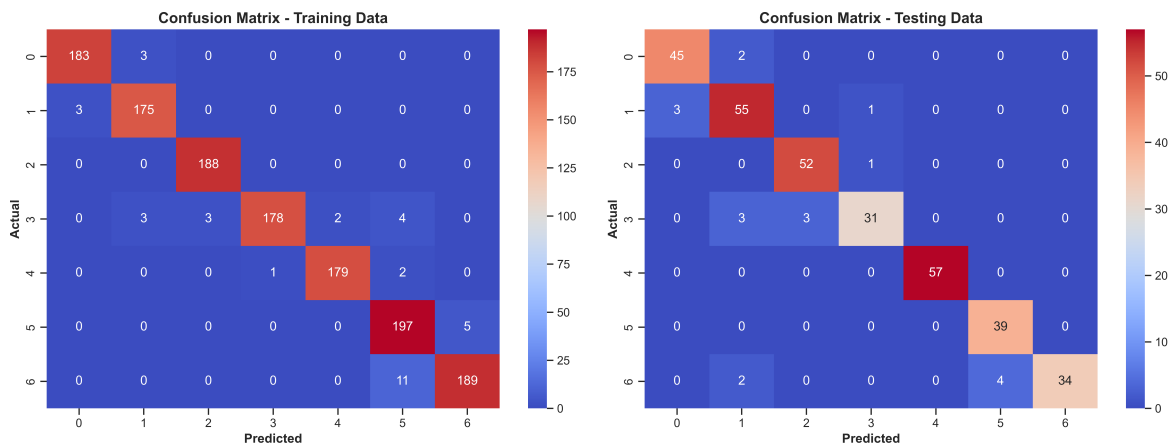 Confusion Matrix - Training Data
0 183 3 0 0 0 0 0
1 3 175 0 0 0 0 0
2 0 0 188 0 0 0 0
3 0 3 3 178 2 4 0
4 0 0 0 1 179 2 0
5 0 0 0 0 0 197 5
6 0 0 0 0 0 11 189
0 1 2 3 4 5 6
Actual
Predicted
175
150
125
100
75
50
25
0
Confusion Matrix - Testing Data
0 45 2 0 0 0 0 0
1 3 55 0 1 0 0 0
2 0 0 52 1 0 0 0
3 0 3 3 31 0 0 0
4 0 0 0 0 57 0 0
5 0 0 0 0 0 39 0
6 0 2 0 0 0 4 34
0 1 2 3 4 5 6
Actual
Predicted
50
40
30
20
10
0